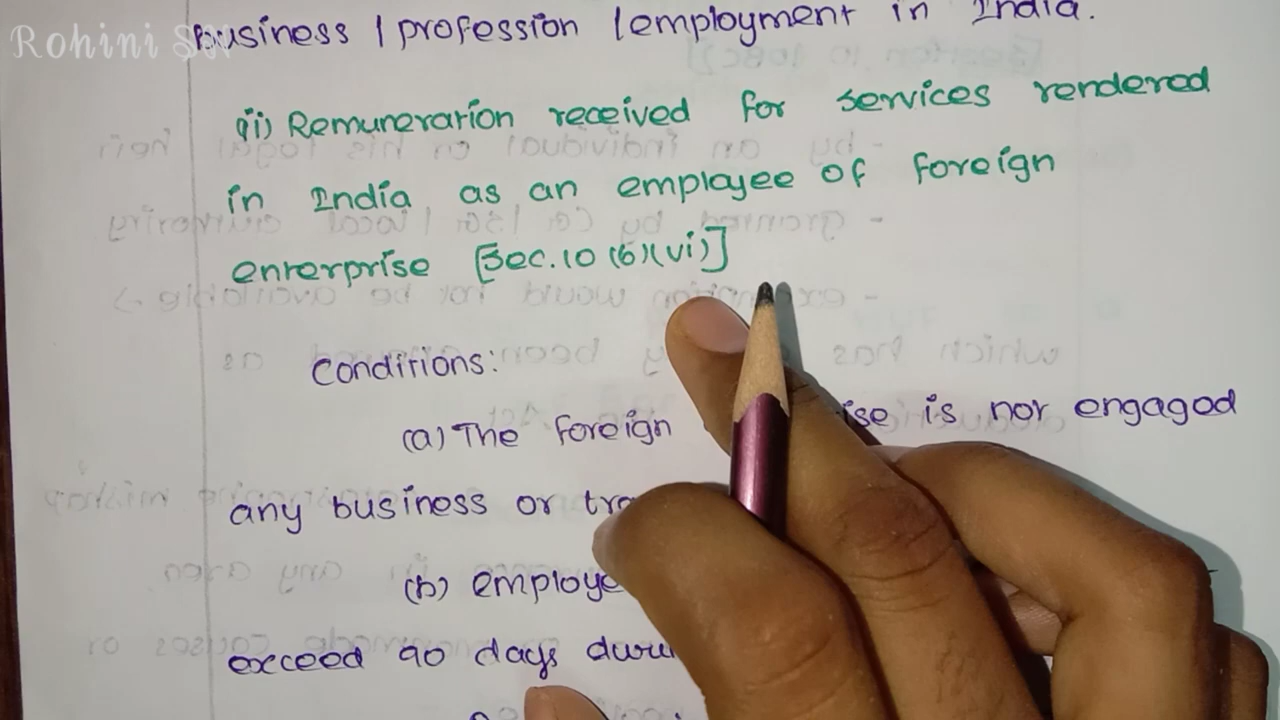 Rohini
business / profession / employment in India.
ii) Remuneration received for services rendered
in India as an employee of foreign
enterprise [Sec.10 (6)(vi)]
Conditions:
(a) The foreign is not engaged
any business or
(b)
exceed 90 days